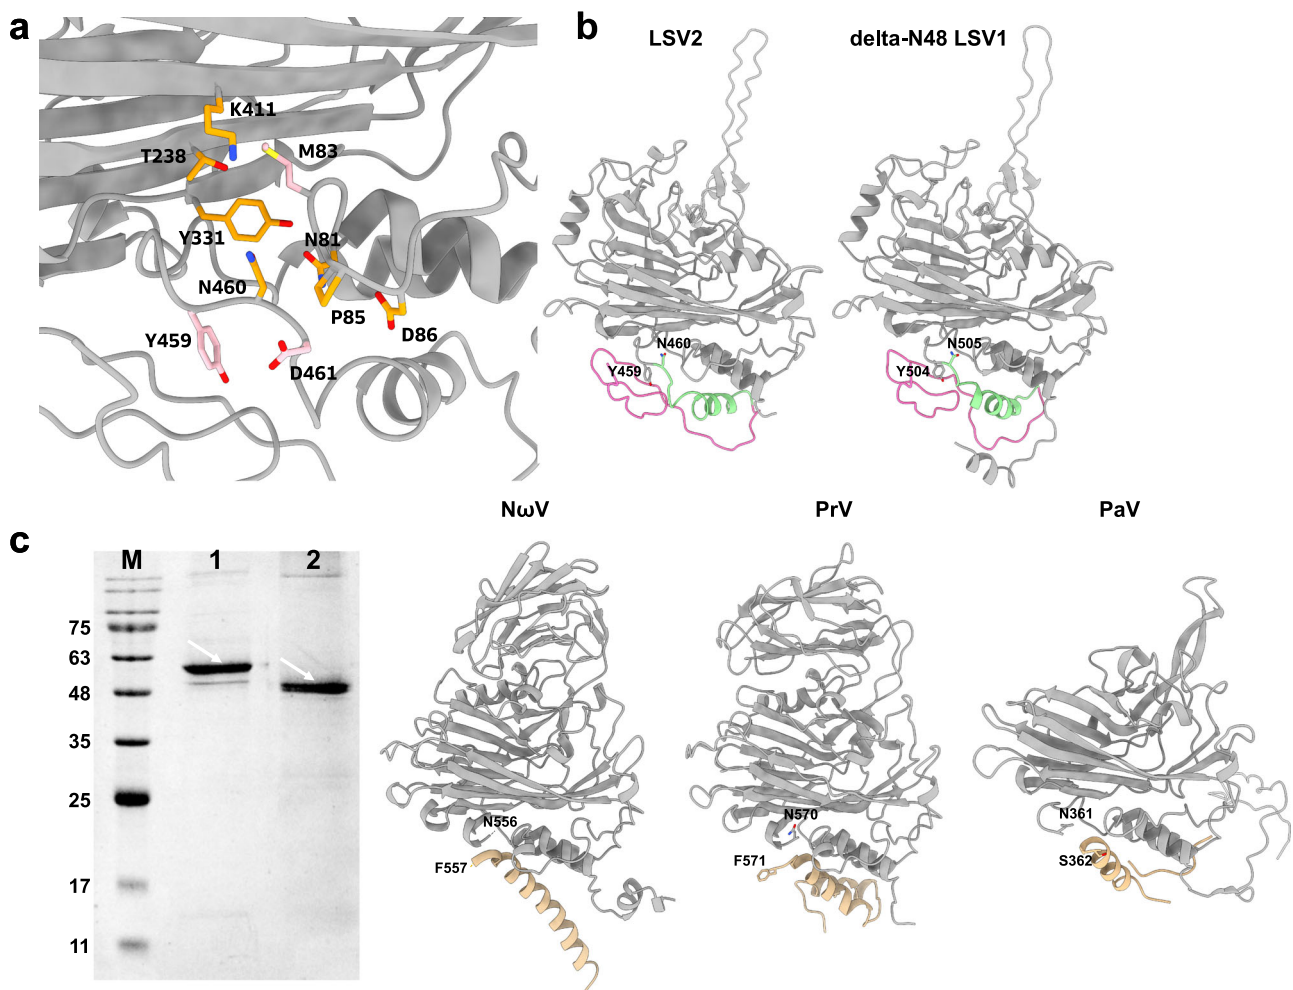 a
K411
T238
M83
Y331
N81
N460
P85
D86
Y459
D461
b
LSV2
delta-N48 LSV1
N460
Y459
N505
Y504
NωV
PrV
PaV
N556
F557
N570
F571
N361
S362
c
M
1
2
75
63
48
35
25
17
11